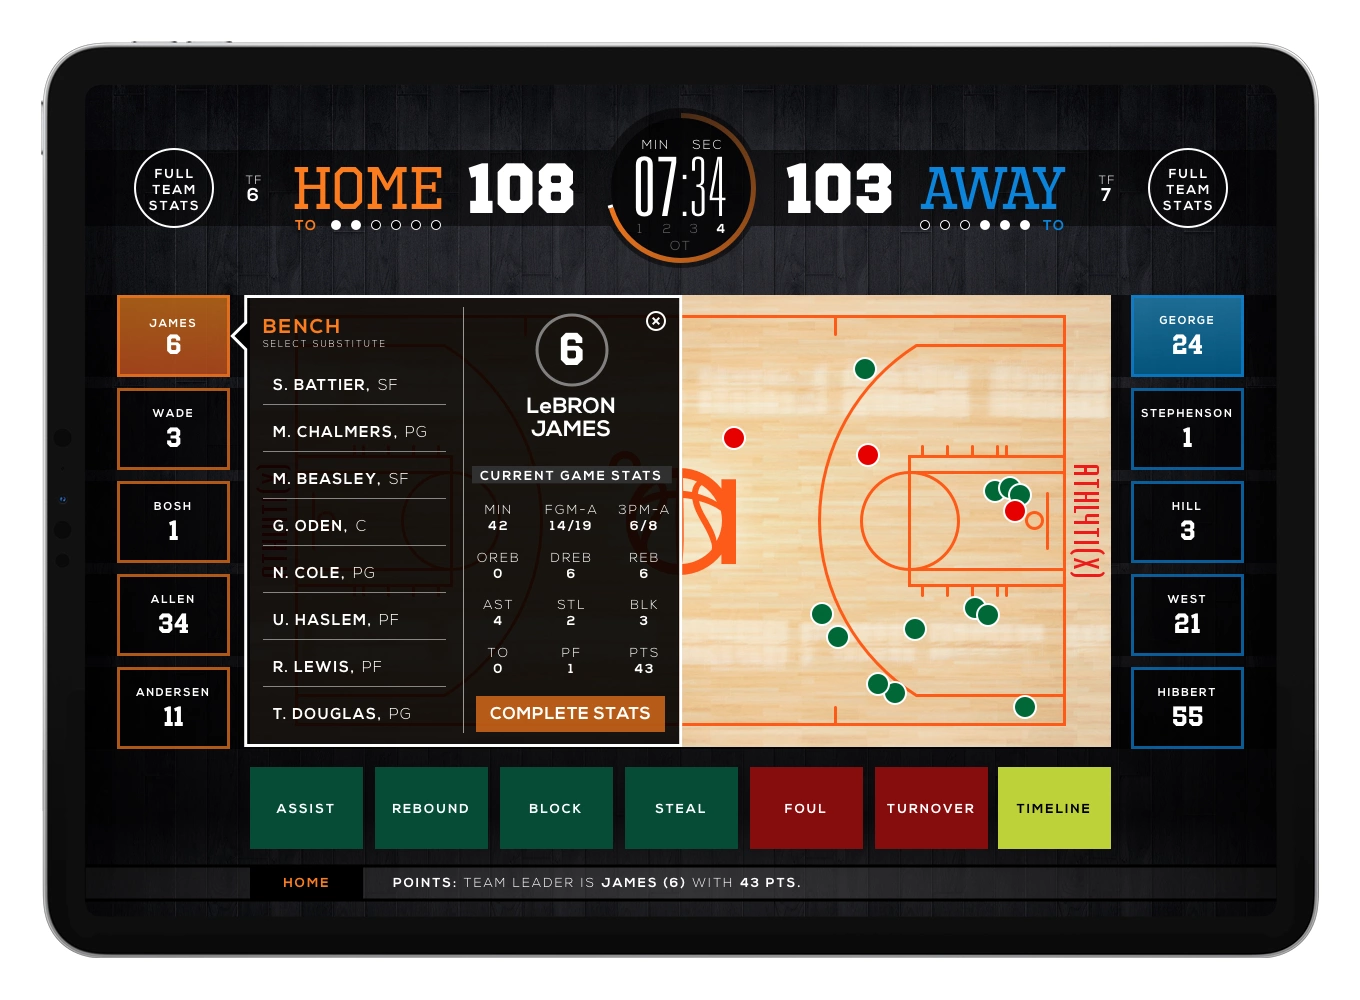 FULL
TEAM
STATS
TF
6
HOME
TO
108
MIN SEC
07:34
1 2 3 4
OT
103
AWAY
TO
TF
7
FULL
TEAM
STATS
JAMES
6
WADE
3
BOSH
1
ALLEN
34
ANDERSEN
11
BENCH
SELECT SUBSTITUTE
S. BATTIER, SF
M. CHALMERS, PG
M. BEASLEY, SF
G. ODEN, C
N. COLE, PG
U. HASLEM, PF
R. LEWIS, PF
T. DOUGLAS, PG
6
LeBRON
JAMES
CURRENT GAME STATS
MIN FGM-A 3PM-A
42 14/19 6/8
OREB DREB REB
0 6 6
AST STL BLK
4 2 3
TO PF PTS
0 1 43
COMPLETE STATS
ATHLYTI(X)
GEORGE
24
STEPHENSON
1
HILL
3
WEST
21
HIBBERT
55
ASSIST
REBOUND
BLOCK
STEAL
FOUL
TURNOVER
TIMELINE
HOME
POINTS: TEAM LEADER IS JAMES (6) WITH 43 PTS.